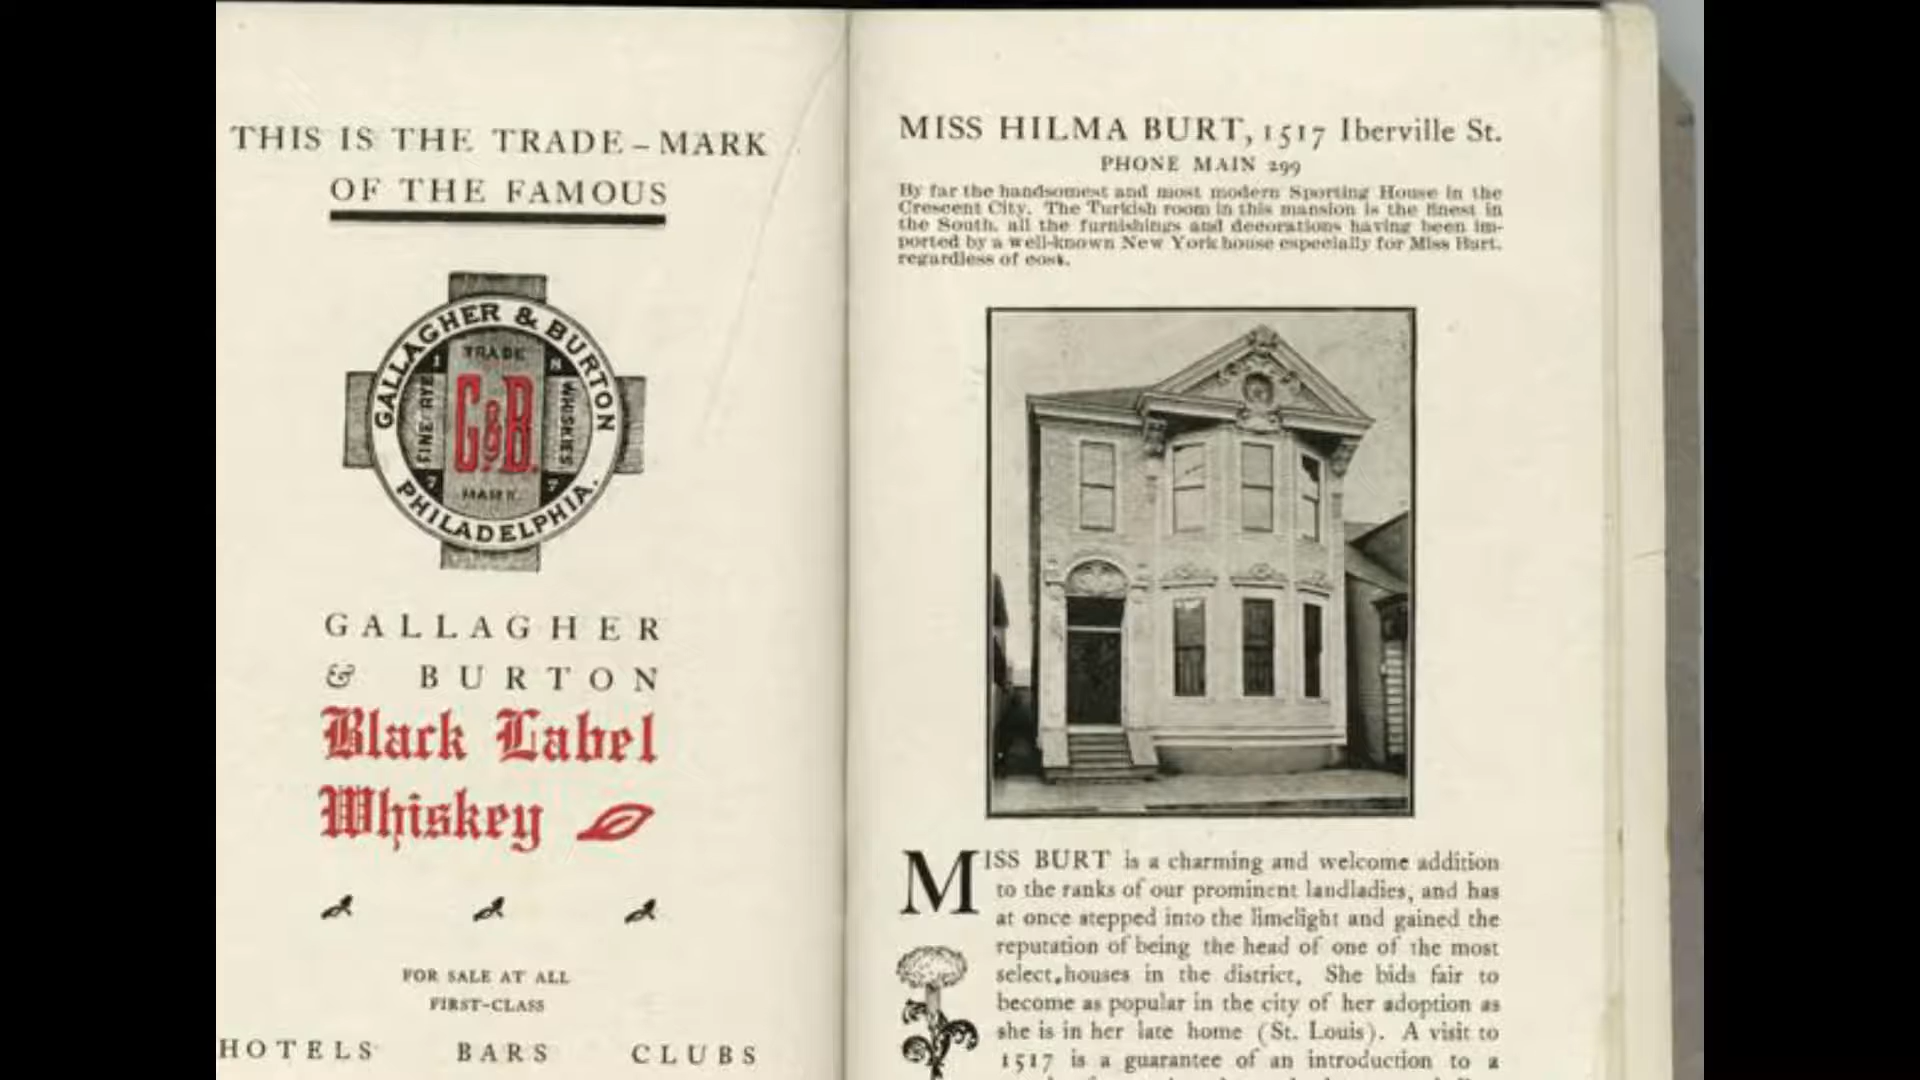 THIS IS THE TRADE-MARK
OF THE FAMOUS
GALLAGHER & BURTON
TRADE
1 8
FINE RYE
G&B.
WHISKIES
7 7
MARK
PHILADELPHIA.
GALLAGHER
& BURTON
Black Label
Whiskey
FOR SALE AT ALL
FIRST-CLASS
HOTELS BARS CLUBS
MISS HILMA BURT, 1517 Iberville St.
PHONE MAIN 299
By far the handsomest and most modern Sporting House in the
Crescent City. The Turkish room in this mansion is the finest in
the South, all the furnishings and decorations having been im-
ported by a well-known New York house especially for Miss Burt,
regardless of cost.
MISS BURT is a charming and welcome addition
to the ranks of our prominent landladies, and has
at once stepped into the limelight and gained the
reputation of being the head of one of the most
select houses in the district. She bids fair to
become as popular in the city of her adoption as
she is in her late home (St. Louis). A visit to
1517 is a guarantee of an introduction to a